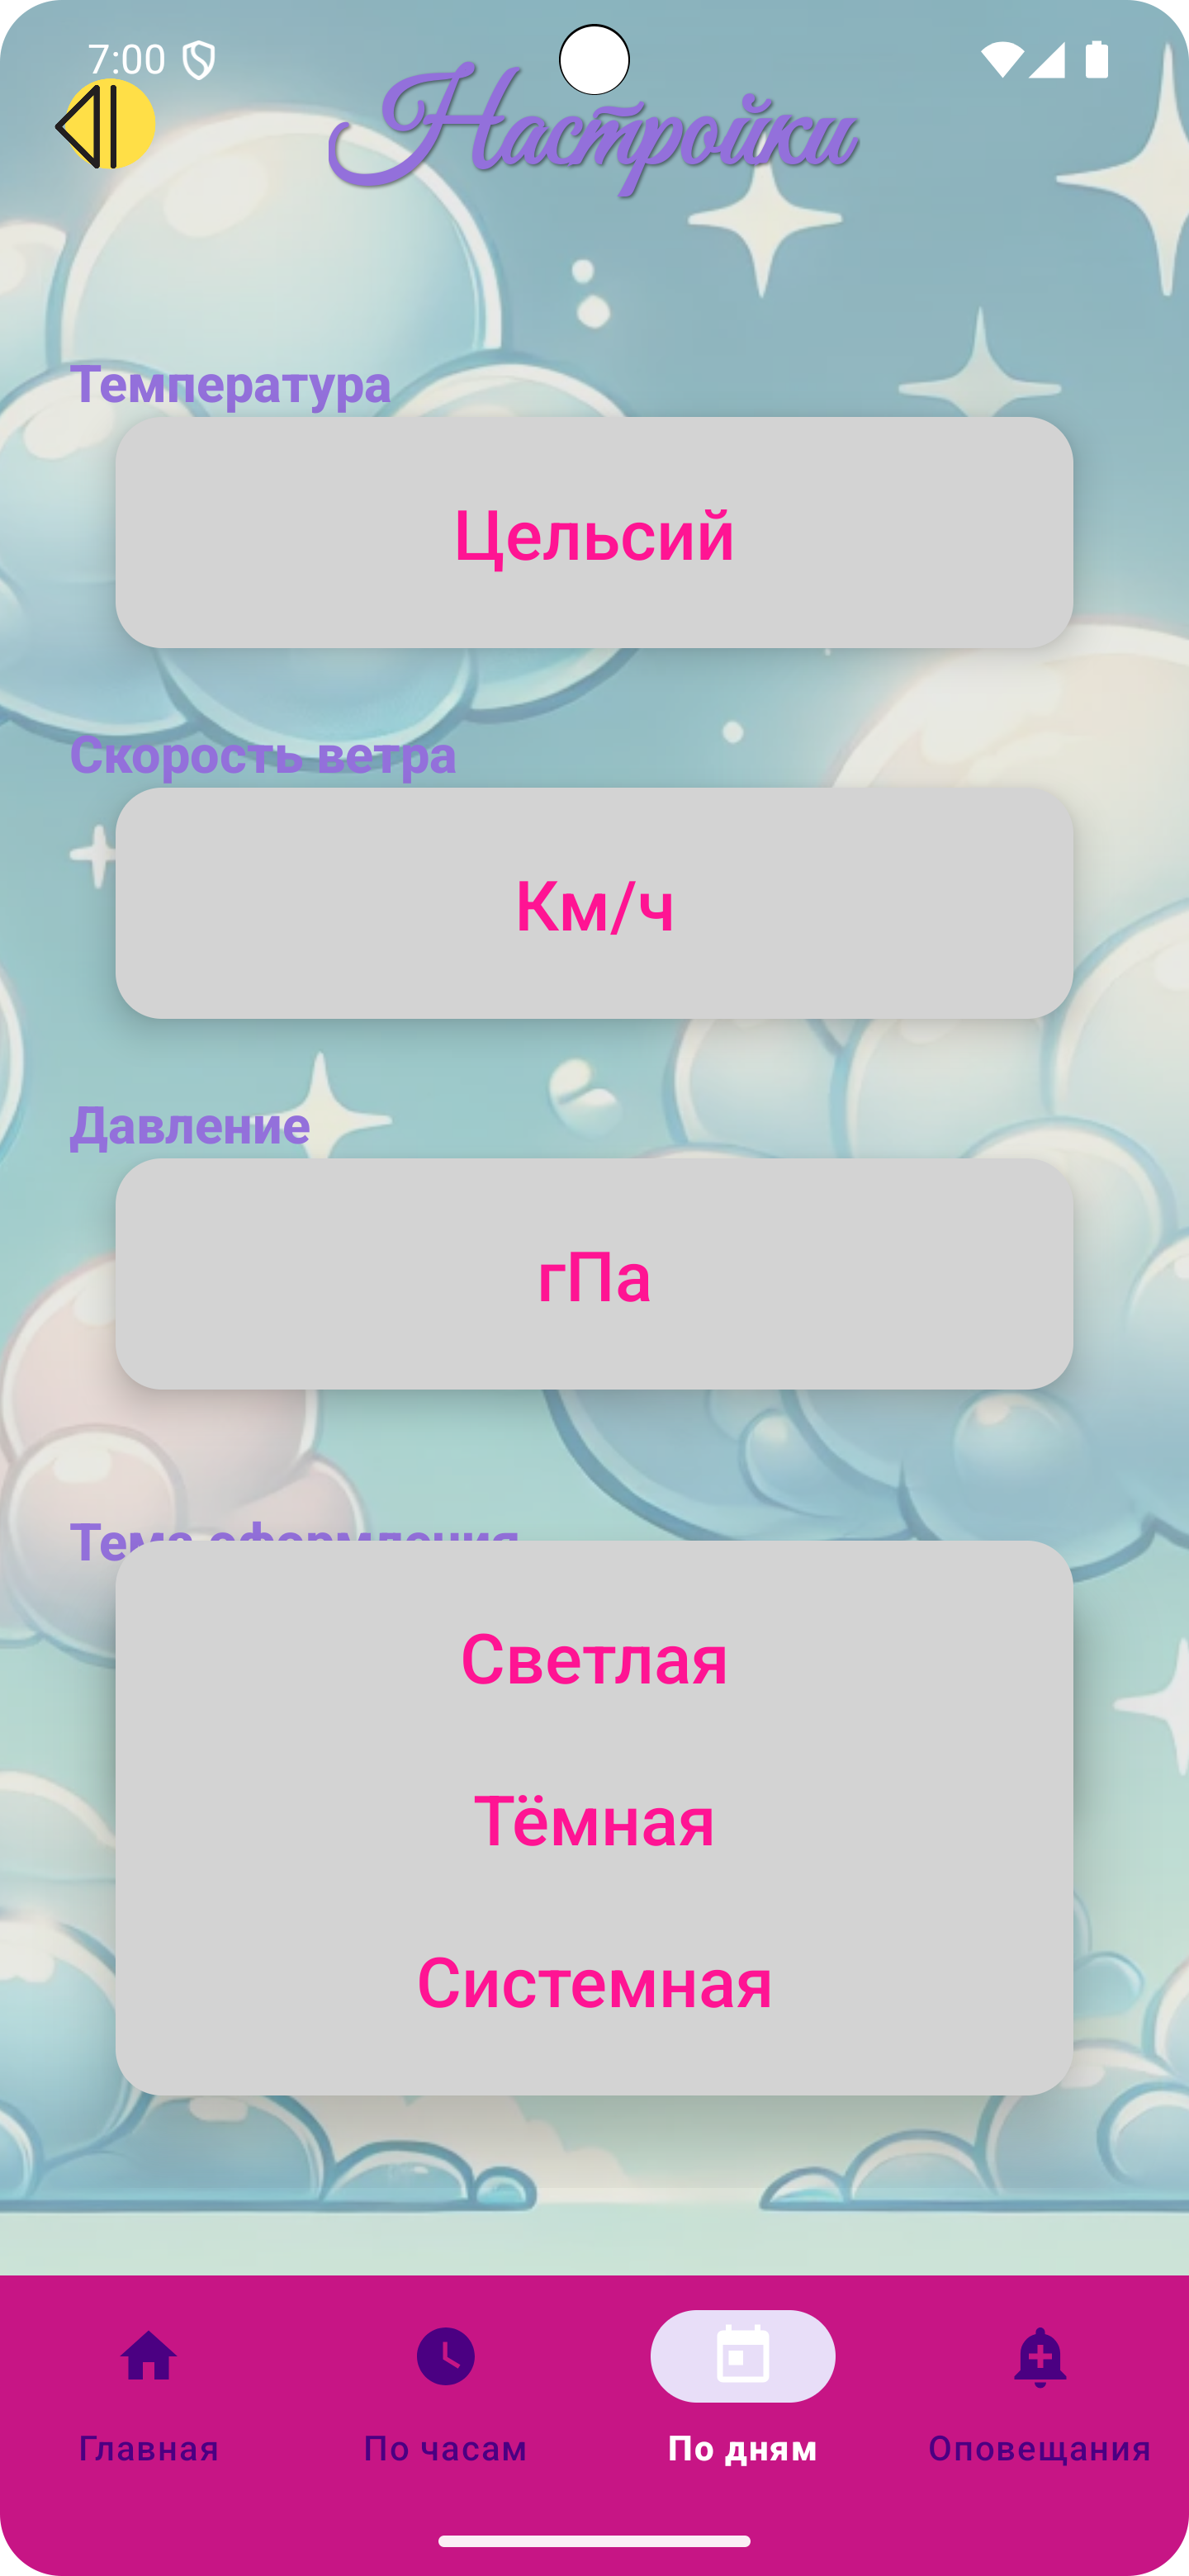 7:00
Настройки
Температура
Цельсий
Скорость ветра
Км/ч
Давление
гПа
Тема оформления
Светлая
Тёмная
Системная
Главная
По часам
По дням
Оповещания